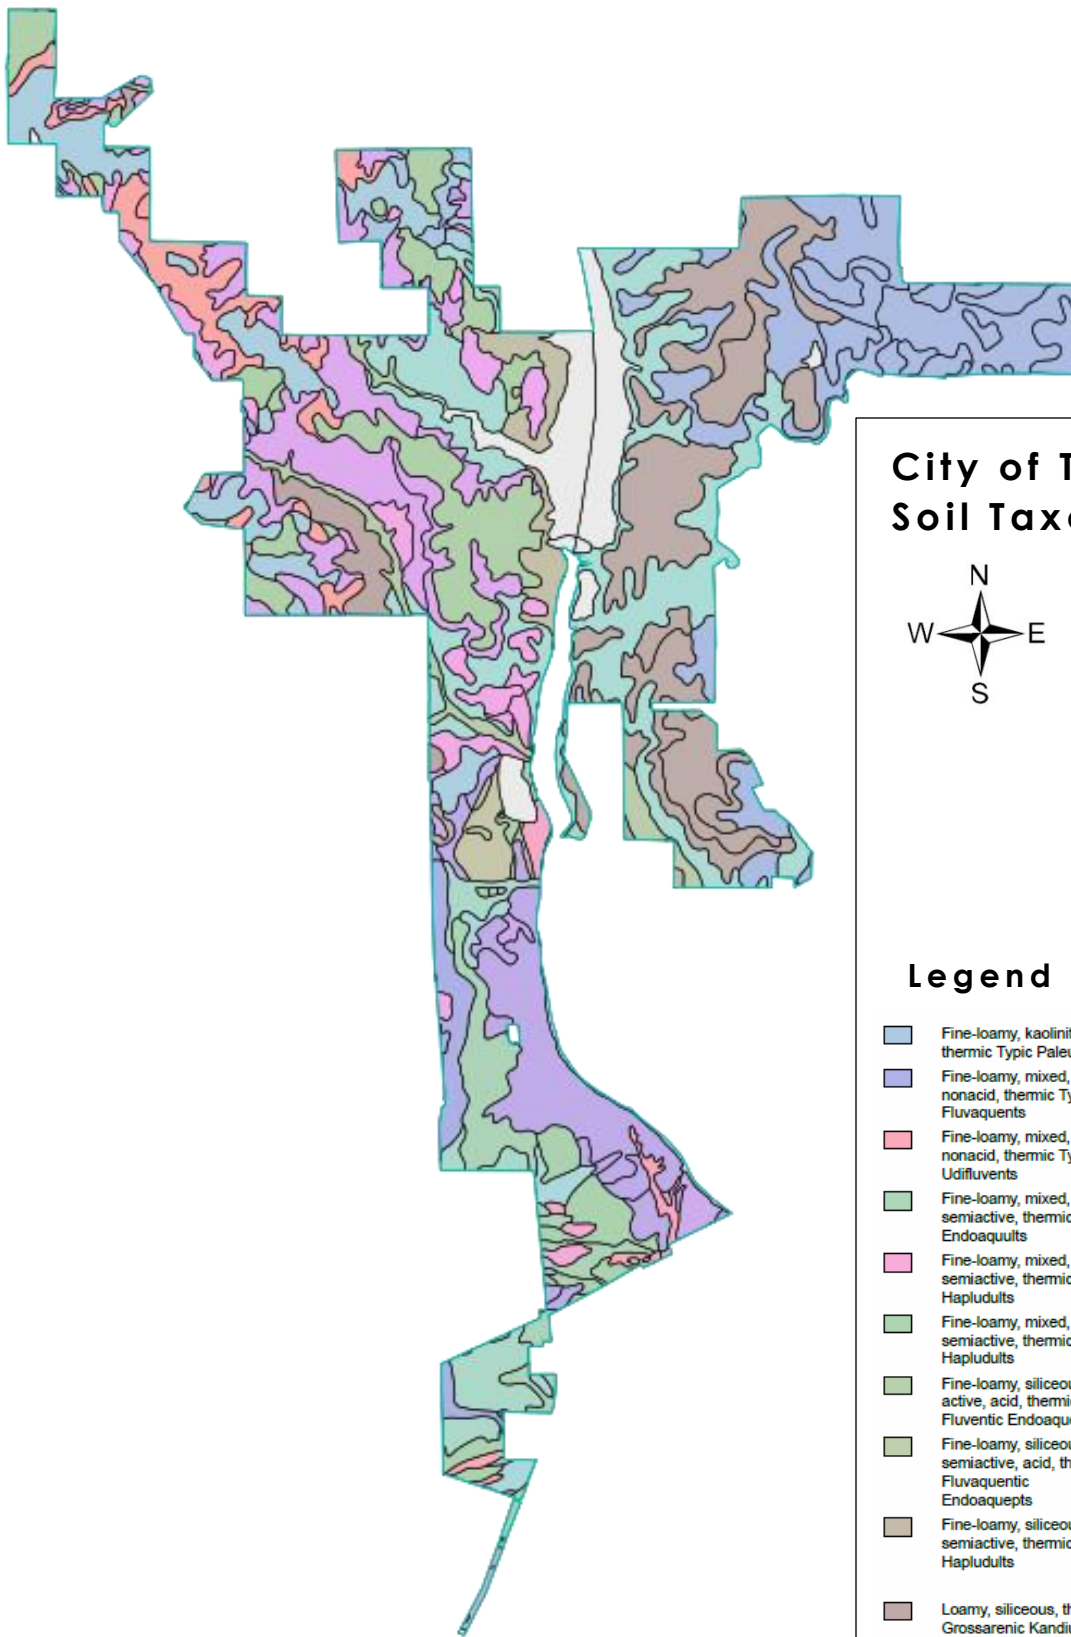 City of T
Soil Tax
N
W E
S
Legend
Fine-loamy, kaolinit
thermic Typic Paleu
Fine-loamy, mixed,
nonacid, thermic Ty
Fluvaquents
Fine-loamy, mixed,
nonacid, thermic Ty
Udifluvents
Fine-loamy, mixed,
semiactive, thermic
Endoaquults
Fine-loamy, mixed,
semiactive, thermic
Hapludults
Fine-loamy, mixed,
semiactive, thermic
Hapludults
Fine-loamy, siliceou
active, acid, thermic
Fluventic Endoaque
Fine-loamy, siliceou
semiactive, acid, th
Fluvaquentic
Endoaquepts
Fine-loamy, siliceou
semiactive, thermic
Hapludults
Loamy, siliceous, th
Grossarenic Kandiu